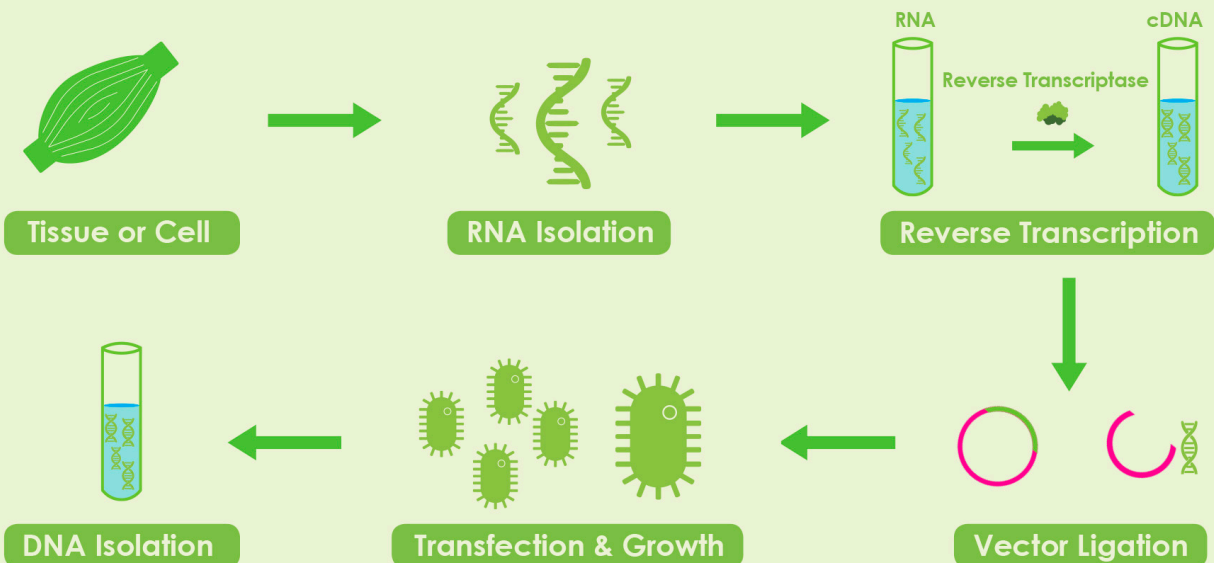 RNA
cDNA
Reverse Transcriptase
Tissue or Cell
RNA Isolation
Reverse Transcription
DNA Isolation
Transfection & Growth
Vector Ligation